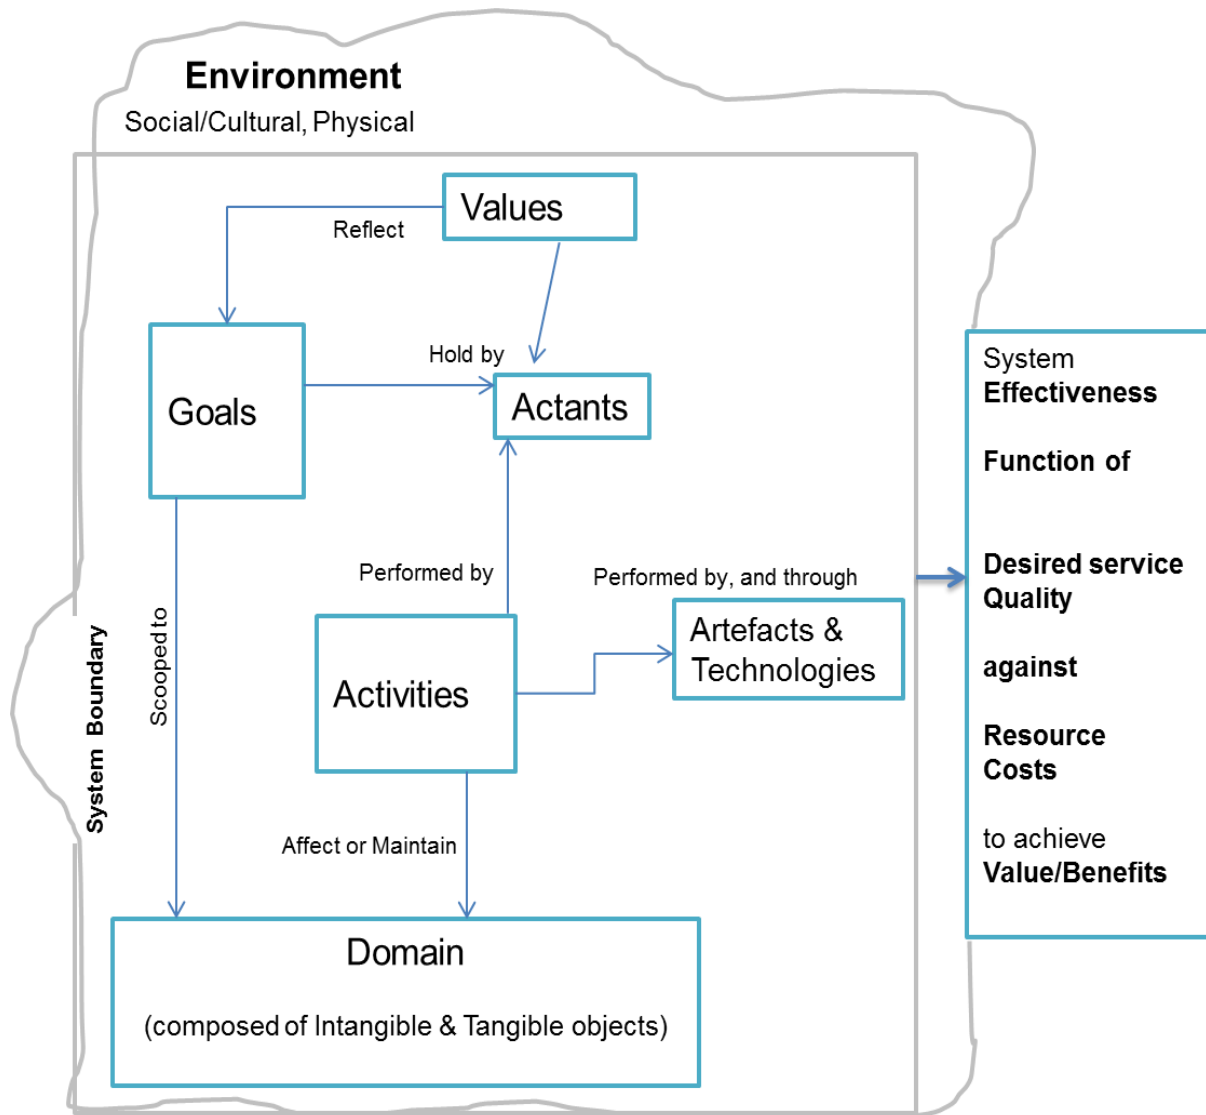 Environment
Social/Cultural, Physical
Values
Reflect
Hold by
Goals
Actants
Performed by
Performed by, and through
Artefacts &
Technologies
Activities
Scooped to
System Boundary
Affect or Maintain
Domain
(composed of Intangible & Tangible objects)
System
Effectiveness
Function of
Desired service
Quality
against
Resource
Costs
to achieve
Value/Benefits